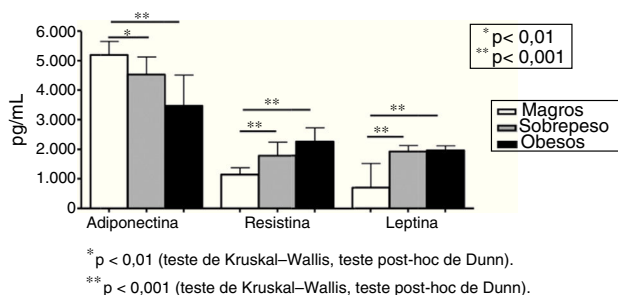 **
*
* p< 0,01
** p< 0,001
6.000
5.000
4.000
3.000
2.000
1.000
0
pg/mL
**
**
**
**
Magros
Sobrepeso
Obesos
Adiponectina
Resistina
Leptina
*p < 0,01 (teste de Kruskal–Wallis, teste post-hoc de Dunn).
**p < 0,001 (teste de Kruskal–Wallis, teste post-hoc de Dunn).